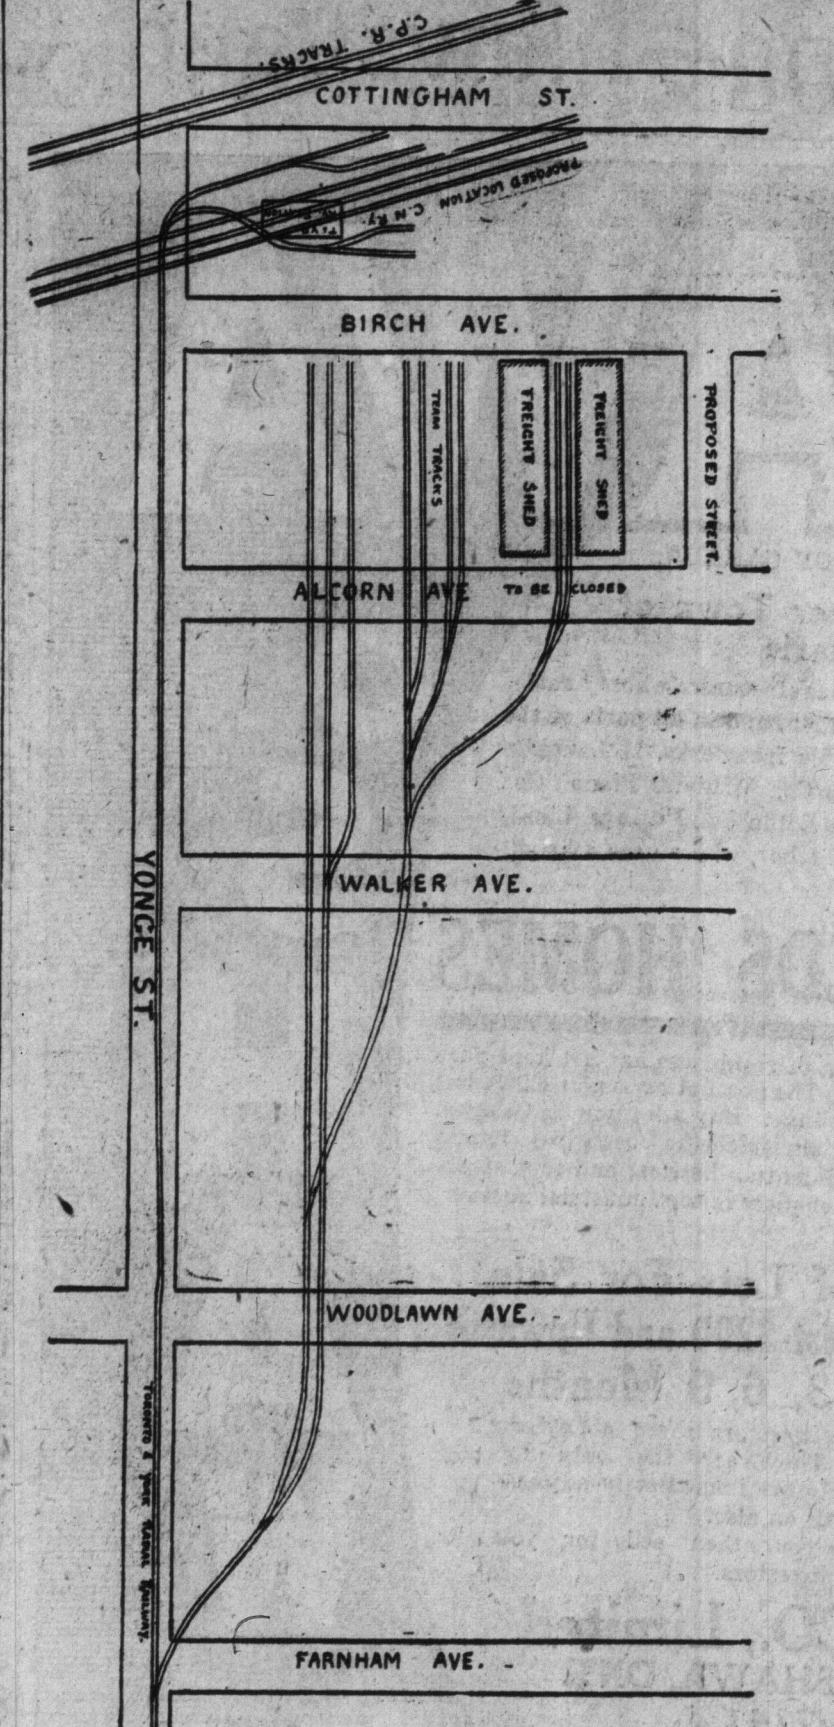 C.P.R. TRACKS.
COTTINGHAM ST.
PROPOSED LOCATION C.N.RY.
T & Y.R.
BIRCH AVE.
TEAM TRACKS
FREIGHT SHED
FREIGHT SHED
PROPOSED STREET.
ALCORN AVE TO BE CLOSED
WALKER AVE.
YONGE ST.
WOODLAWN AVE.
TORONTO & YORK RADIAL RAILWAY.
FARNHAM AVE.